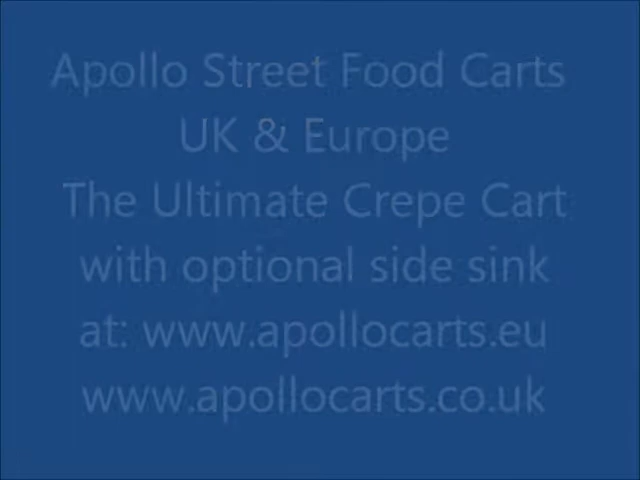 Apollo Street Food Carts
UK & Europe
The Ultimate Crepe Cart
with optional side sink
at: www.apollocarts.eu
www.apollocarts.co.uk